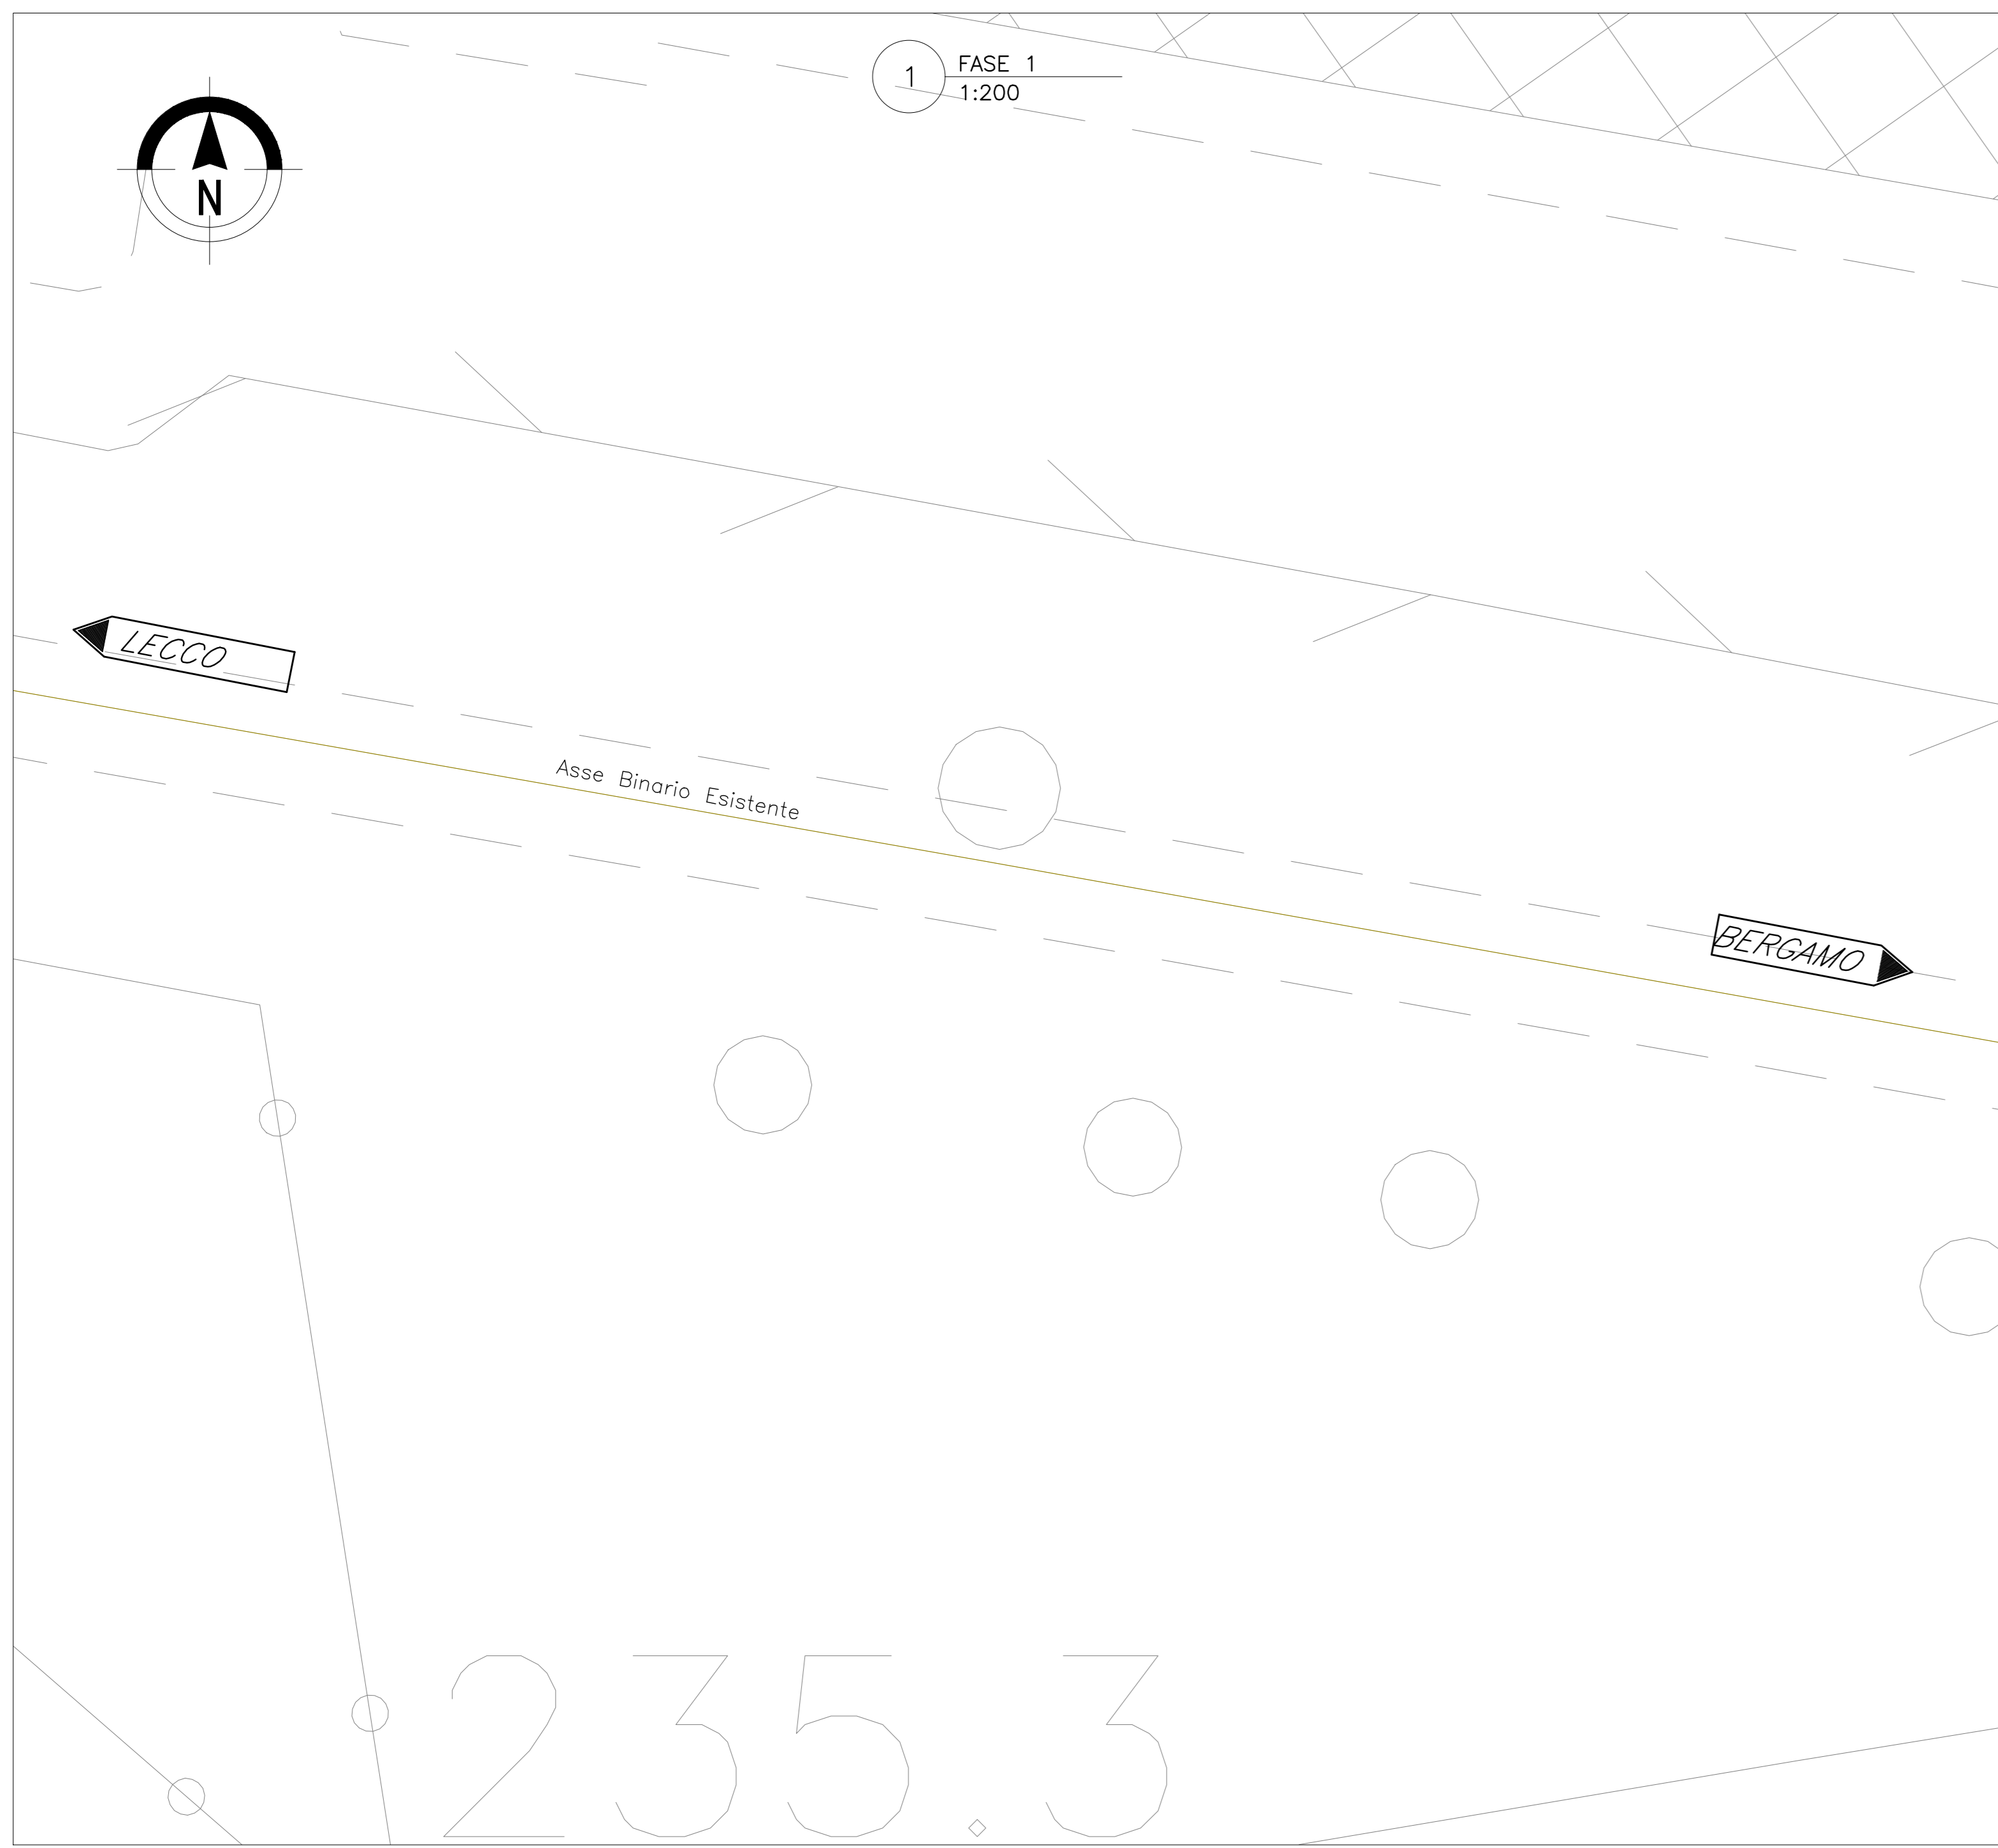 1
FASE 1
1:200
N
LECCO
Asse Binario Esistente
BERGAMO
235.3